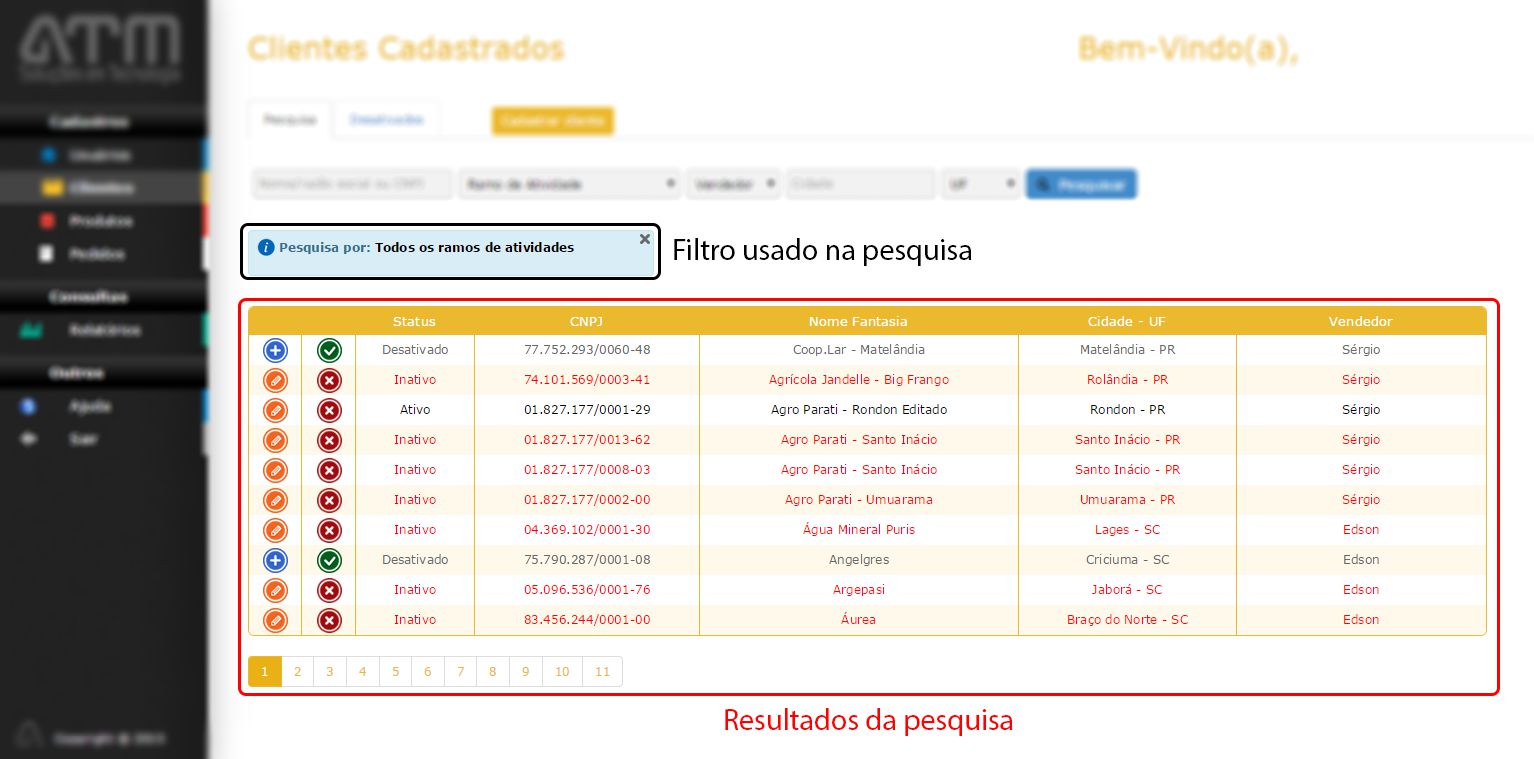 ATM
Soluções em Tecnologia
Clientes Cadastrados
Bem-Vindo(a),
Cadastros
Usuários
Clientes
Produtos
Pedidos
Consultas
Relatórios
Outros
Ajuda
Sair
Pesquisa Desativados Cadastrar cliente
Ramo de Atividade Vendedor Cidade UF Pesquisar
Pesquisa por: Todos os ramos de atividades
Filtro usado na pesquisa
Status CNPJ Nome Fantasia Cidade - UF Vendedor
Desativado 77.752.293/0060-48 Coop.Lar - Matelândia Matelândia - PR Sérgio
Inativo 74.101.569/0003-41 Agrícola Jandelle - Big Frango Rolândia - PR Sérgio
Ativo 01.827.177/0001-29 Agro Parati - Rondon Editado Rondon - PR Sérgio
Inativo 01.827.177/0013-62 Agro Parati - Santo Inácio Santo Inácio - PR Sérgio
Inativo 01.827.177/0008-03 Agro Parati - Santo Inácio Santo Inácio - PR Sérgio
Inativo 01.827.177/0002-00 Agro Parati - Umuarama Umuarama - PR Sérgio
Inativo 04.369.102/0001-30 Água Mineral Puris Lages - SC Edson
Desativado 75.790.287/0001-08 Angelgres Criciuma - SC Edson
Inativo 05.096.536/0001-76 Argepasi Jaborá - SC Edson
Inativo 83.456.244/0001-00 Áurea Braço do Norte - SC Edson
1 2 3 4 5 6 7 8 9 10 11
Resultados da pesquisa